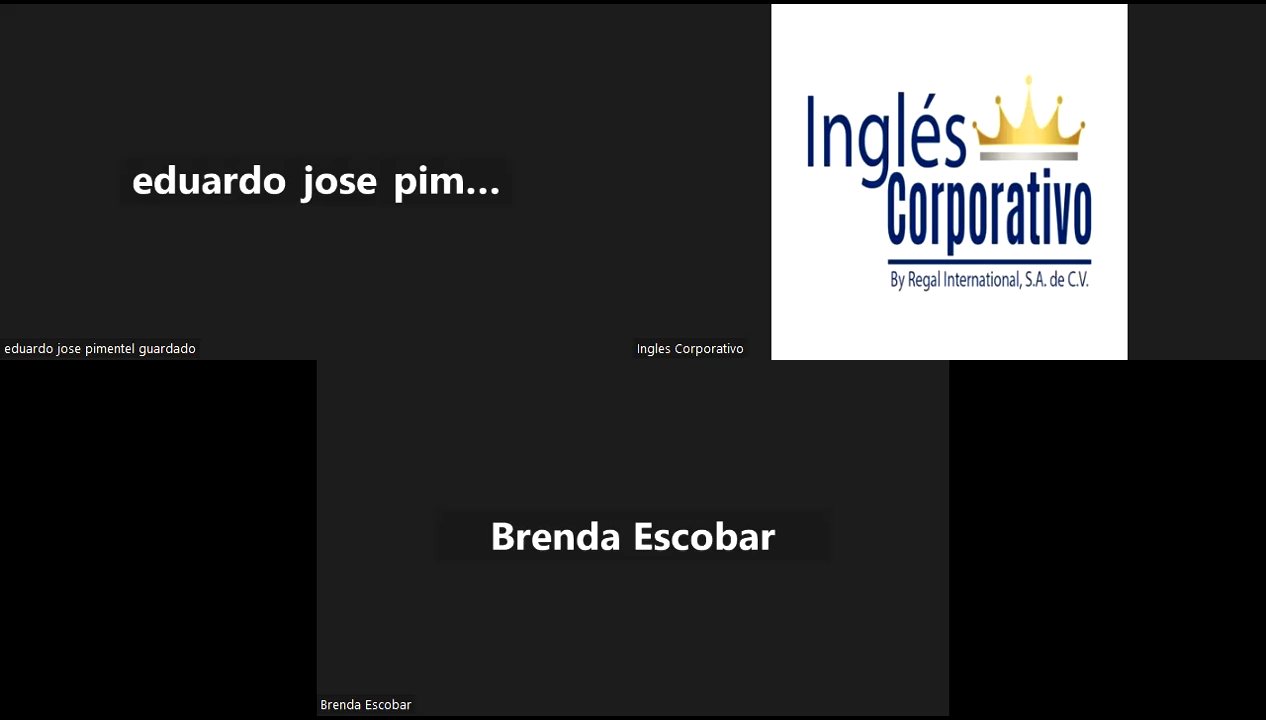 eduardo jose pim...
eduardo jose pimentel guardado
Inglés
Corporativo
By Regal International, S.A. de C.V.
Ingles Corporativo
Brenda Escobar
Brenda Escobar